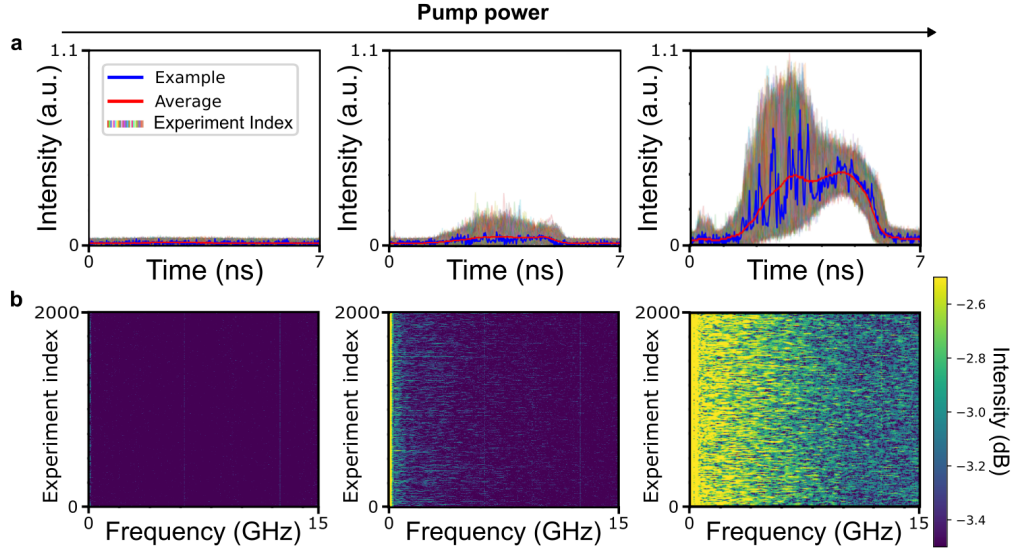 Pump power
a
Intensity (a.u.)
1.1
0
Example
Average
Experiment Index
0
7
Time (ns)
Intensity (a.u.)
1.1
0
0
7
Time (ns)
Intensity (a.u.)
1.1
0
0
7
Time (ns)
b
Experiment index
2000
0
0
15
Frequency (GHz)
Experiment index
2000
0
0
15
Frequency (GHz)
Experiment index
2000
0
0
15
Frequency (GHz)
−2.6
−2.8
−3.0
−3.2
−3.4
Intensity (dB)